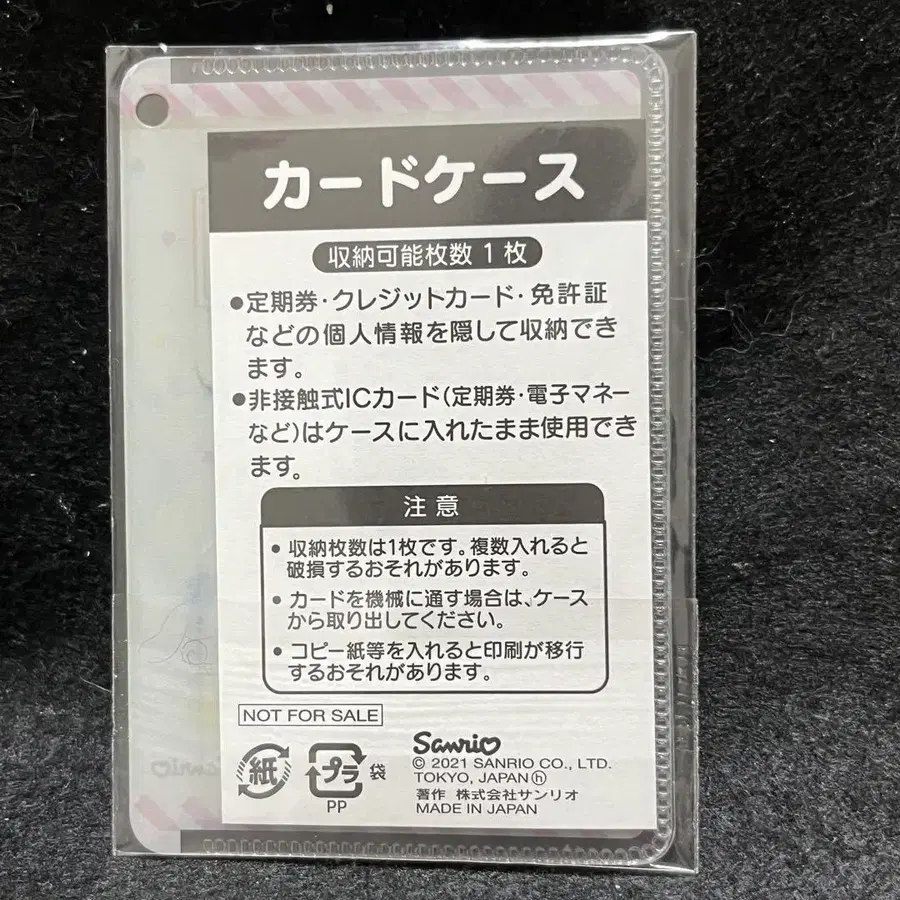 カードケース
収納可能枚数 1 枚
●定期券・クレジットカード・免許証
などの個人情報を隠して収納でき
ます。
●非接触式ICカード(定期券・電子マネー
など)はケースに入れたまま使用でき
ます。
注意
• 収納枚数は1枚です。複数入れると
破損するおそれがあります。
• カードを機械に通す場合は、ケース
から取り出してください。
• コピー紙等を入れると印刷が移行
するおそれがあります。
NOT FOR SALE
紙
プラ 袋
PP
Sanrio
© 2021 SANRIO CO., LTD.
TOKYO, JAPAN ⓗ
著作 株式会社サンリオ
MADE IN JAPAN